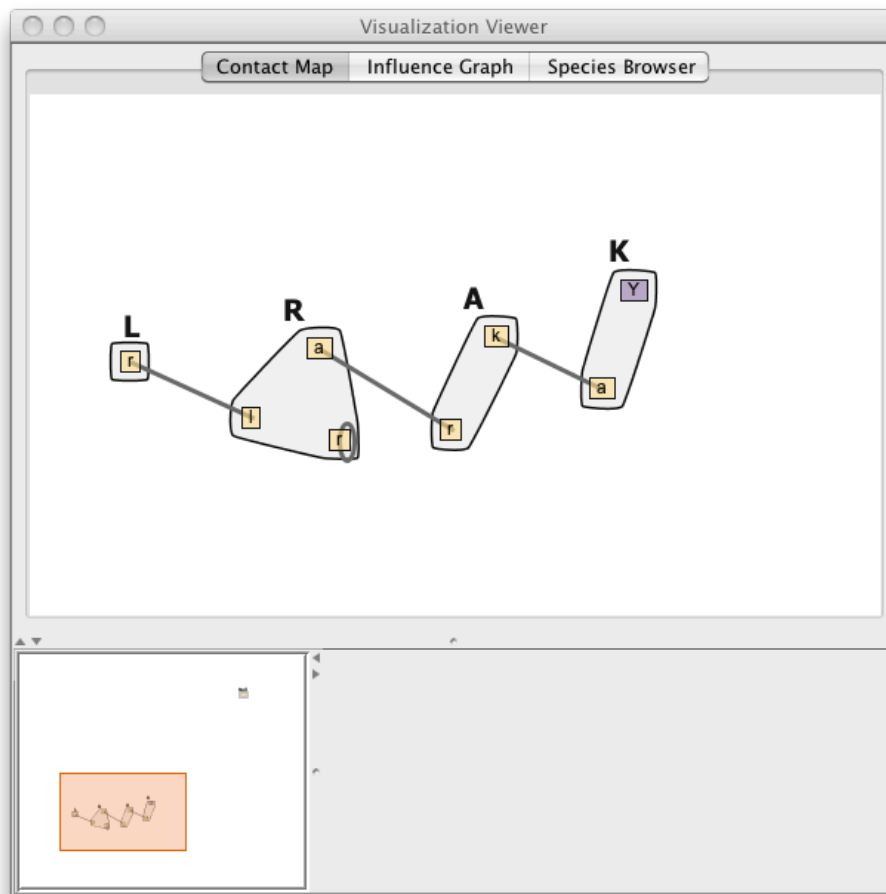 Visualization Viewer
Contact Map Influence Graph Species Browser
K
Y
A
R
L
k
a
r
a
l
r
r